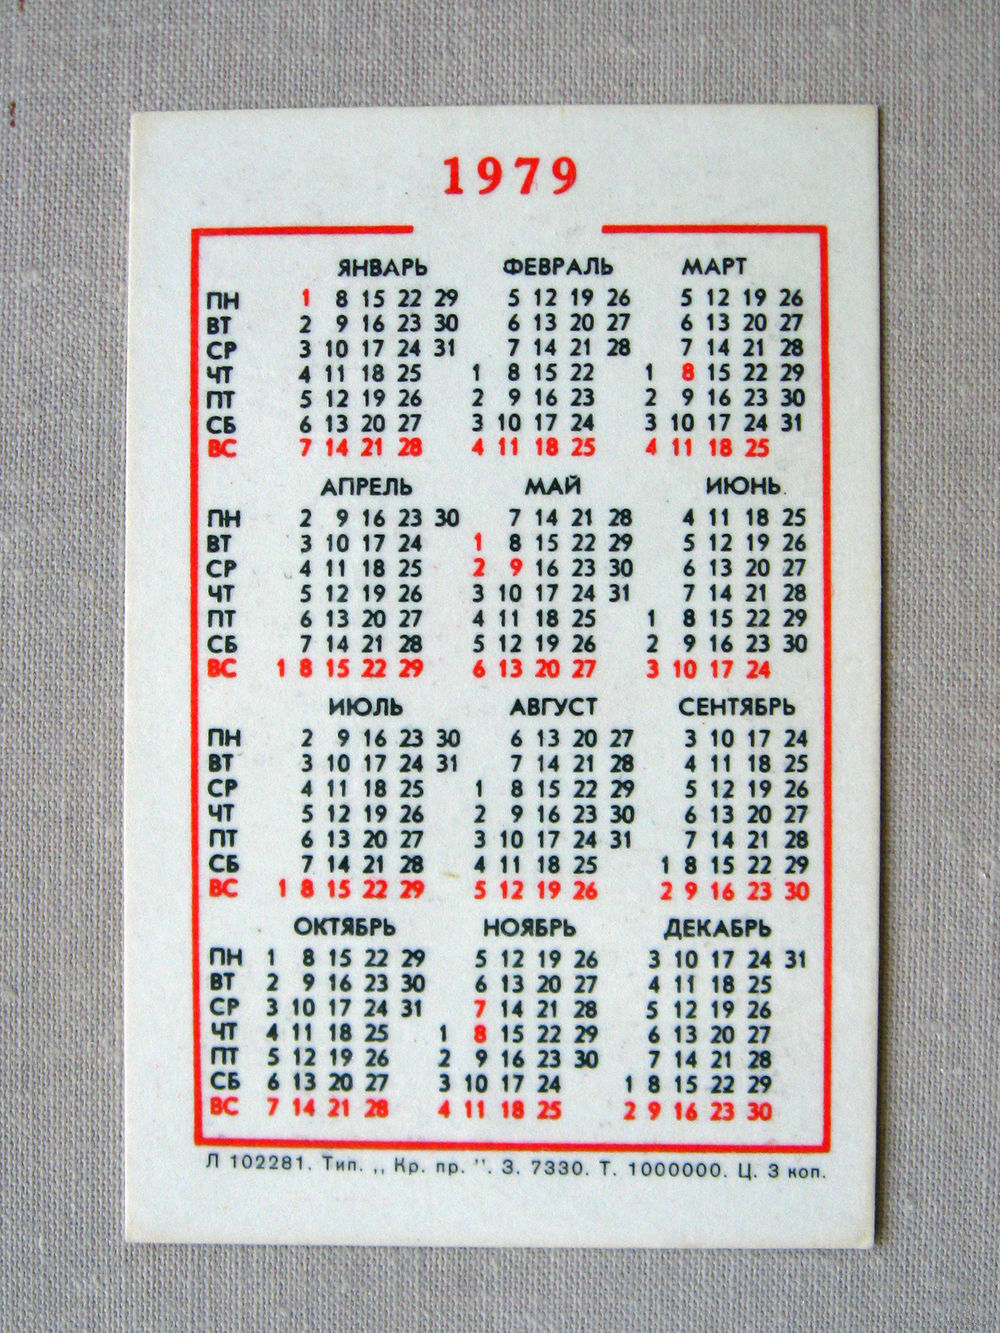 1979
ЯНВАРЬ ФЕВРАЛЬ МАРТ
ПН 1 8 15 22 29 5 12 19 26 5 12 19 26
ВТ 2 9 16 23 30 6 13 20 27 6 13 20 27
СР 3 10 17 24 31 7 14 21 28 7 14 21 28
ЧТ 4 11 18 25 1 8 15 22 1 8 15 22 29
ПТ 5 12 19 26 2 9 16 23 2 9 16 23 30
СБ 6 13 20 27 3 10 17 24 3 10 17 24 31
ВС 7 14 21 28 4 11 18 25 4 11 18 25
АПРЕЛЬ МАЙ ИЮНЬ
ПН 2 9 16 23 30 7 14 21 28 4 11 18 25
ВТ 3 10 17 24 1 8 15 22 29 5 12 19 26
СР 4 11 18 25 2 9 16 23 30 6 13 20 27
ЧТ 5 12 19 26 3 10 17 24 31 7 14 21 28
ПТ 6 13 20 27 4 11 18 25 1 8 15 22 29
СБ 7 14 21 28 5 12 19 26 2 9 16 23 30
ВС 1 8 15 22 29 6 13 20 27 3 10 17 24
ИЮЛЬ АВГУСТ СЕНТЯБРЬ
ПН 2 9 16 23 30 6 13 20 27 3 10 17 24
ВТ 3 10 17 24 31 7 14 21 28 4 11 18 25
СР 4 11 18 25 1 8 15 22 29 5 12 19 26
ЧТ 5 12 19 26 2 9 16 23 30 6 13 20 27
ПТ 6 13 20 27 3 10 17 24 31 7 14 21 28
СБ 7 14 21 28 4 11 18 25 1 8 15 22 29
ВС 1 8 15 22 29 5 12 19 26 2 9 16 23 30
ОКТЯБРЬ НОЯБРЬ ДЕКАБРЬ
ПН 1 8 15 22 29 5 12 19 26 3 10 17 24 31
ВТ 2 9 16 23 30 6 13 20 27 4 11 18 25
СР 3 10 17 24 31 7 14 21 28 5 12 19 26
ЧТ 4 11 18 25 1 8 15 22 29 6 13 20 27
ПТ 5 12 19 26 2 9 16 23 30 7 14 21 28
СБ 6 13 20 27 3 10 17 24 1 8 15 22 29
ВС 7 14 21 28 4 11 18 25 2 9 16 23 30
Л 102281. Тип. ,, Кр. пр. ". З. 7330. Т. 1000000. Ц. 3 коп.